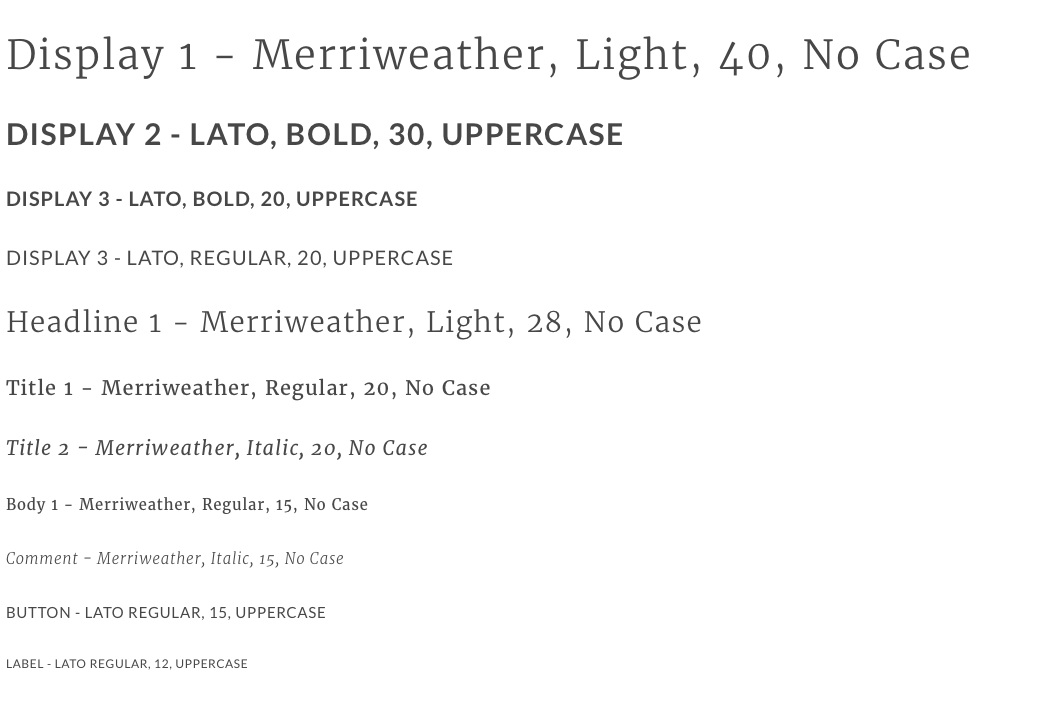 Display 1 - Merriweather, Light, 40, No Case
DISPLAY 2 - LATO, BOLD, 30, UPPERCASE
DISPLAY 3 - LATO, BOLD, 20, UPPERCASE
DISPLAY 3 - LATO, REGULAR, 20, UPPERCASE
Headline 1 - Merriweather, Light, 28, No Case
Title 1 - Merriweather, Regular, 20, No Case
Title 2 - Merriweather, Italic, 20, No Case
Body 1 - Merriweather, Regular, 15, No Case
Comment - Merriweather, Italic, 15, No Case
BUTTON - LATO REGULAR, 15, UPPERCASE
LABEL - LATO REGULAR, 12, UPPERCASE